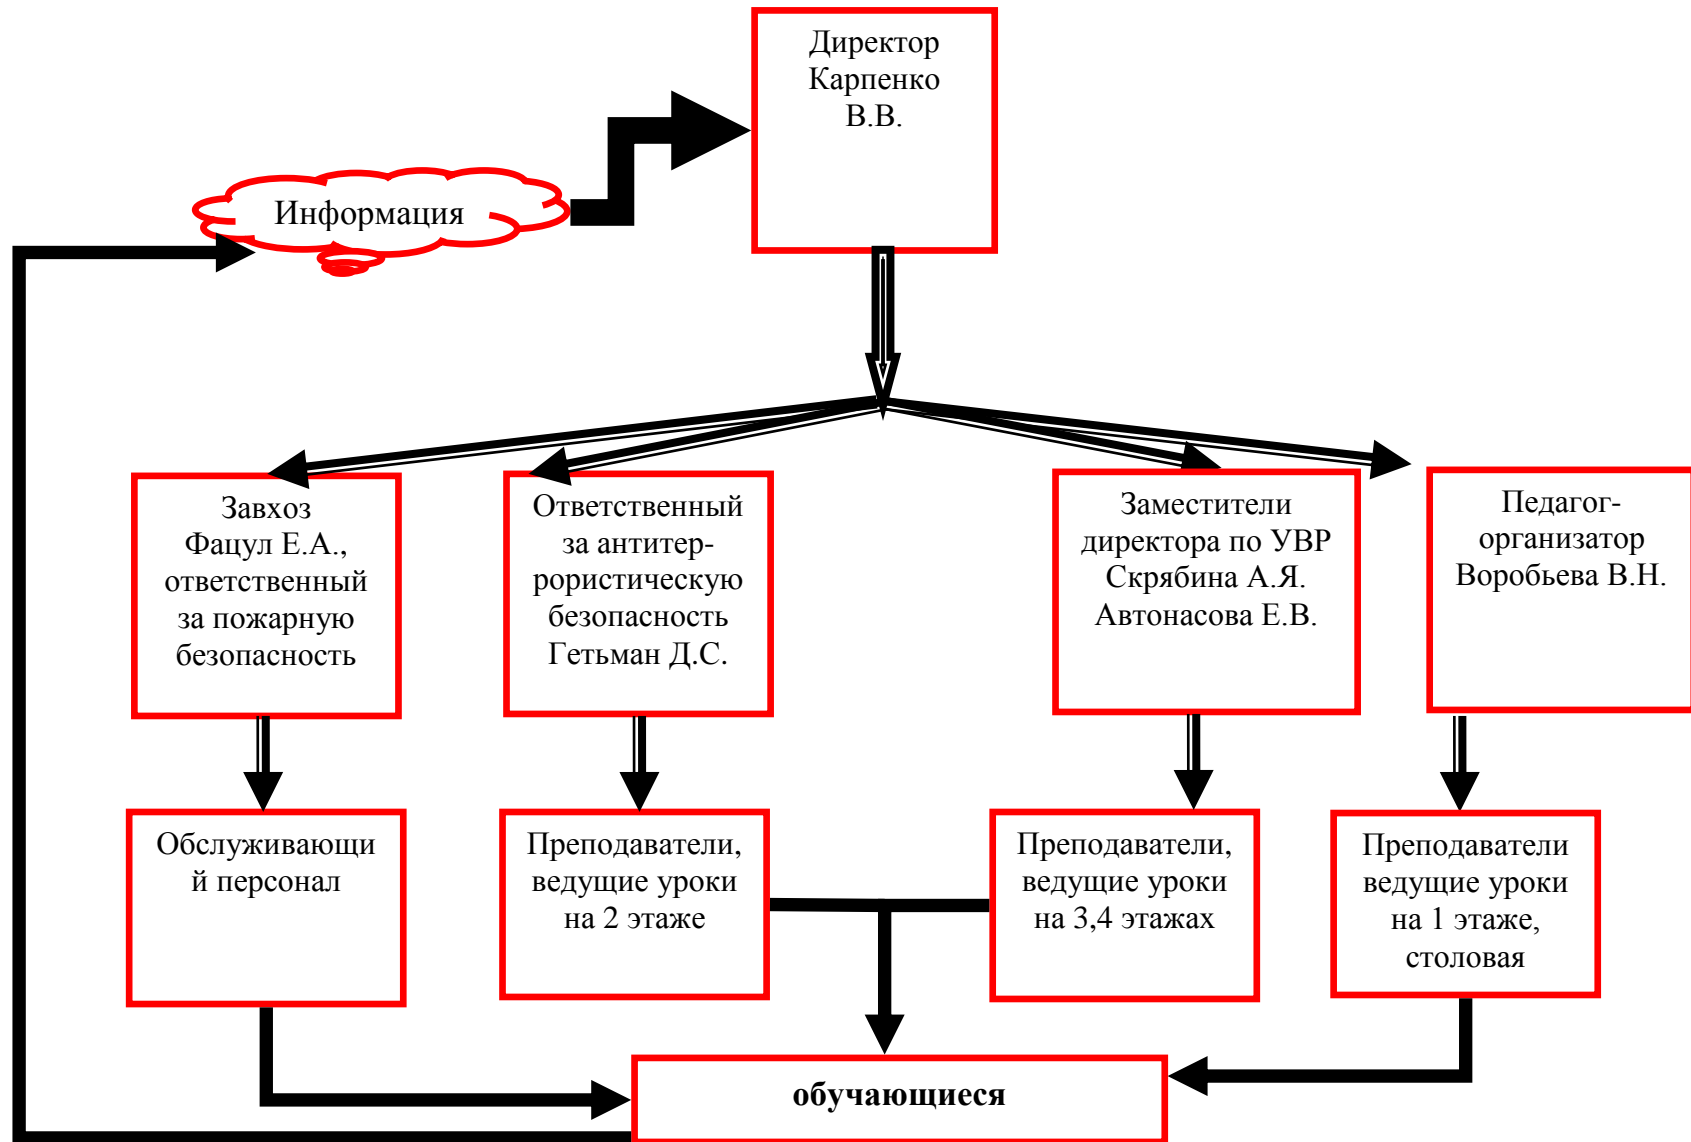 Директор
Карпенко
В.В.
Информация
Завхоз
Фацул Е.А.,
ответственный
за пожарную
безопасность
Ответственный
за антитер-
рористическую
безопасность
Гетьман Д.С.
Заместители
директора по УВР
Скрябина А.Я.
Автонасова Е.В.
Педагог-
организатор
Воробьева В.Н.
Обслуживающи
й персонал
Преподаватели,
ведущие уроки
на 2 этаже
Преподаватели,
ведущие уроки
на 3,4 этажах
Преподаватели
ведущие уроки
на 1 этаже,
столовая
обучающиеся